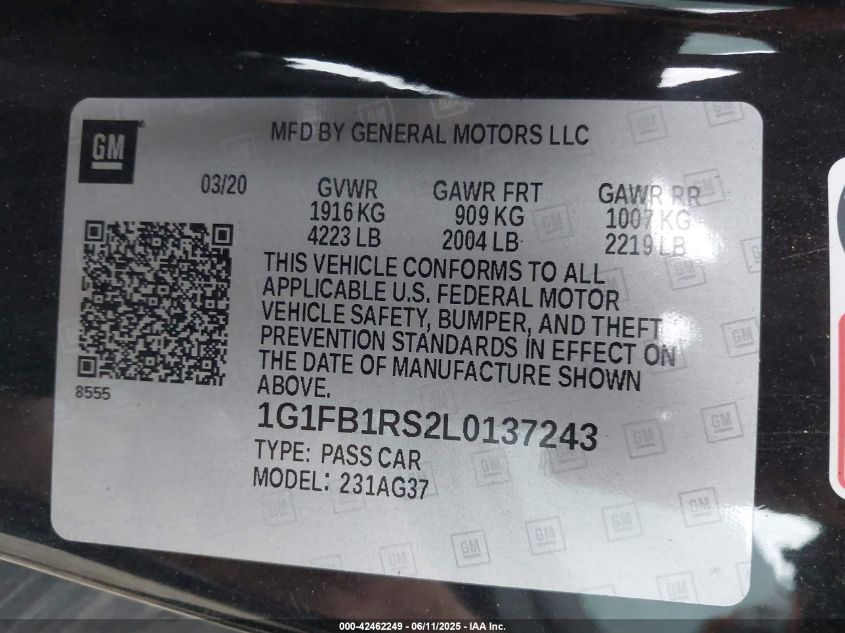 GM
MFD BY GENERAL MOTORS LLC
03/20 GVWR GAWR FRT GAWR RR
1916 KG 909 KG 1007 KG
4223 LB 2004 LB 2219 LB
THIS VEHICLE CONFORMS TO ALL
APPLICABLE U.S. FEDERAL MOTOR
VEHICLE SAFETY, BUMPER, AND THEFT
PREVENTION STANDARDS IN EFFECT ON
THE DATE OF MANUFACTURE SHOWN
ABOVE.
8555
1G1FB1RS2L0137243
TYPE: PASS CAR
MODEL: 231AG37
000-42462249 - 06/11/2025 - IAA Inc.